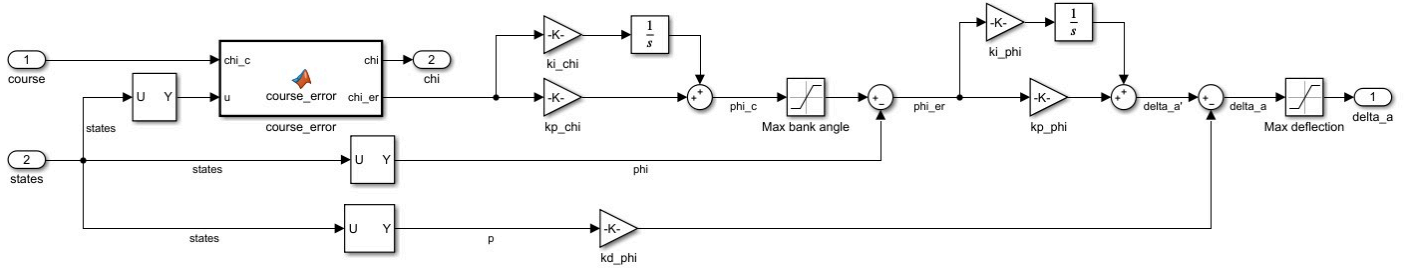 1
course
U Y
states
2
states
chi_c
u
course_error
chi
chi_er
course_error
2
chi
-K-
ki_chi
1
s
-K-
kp_chi
+
+
phi_c
Max bank angle
+
−
phi_er
-K-
ki_phi
1
s
-K-
kp_phi
+
+
delta_a'
+
−
delta_a
Max deflection
1
delta_a
states
U Y
phi
states
U Y
p
-K-
kd_phi